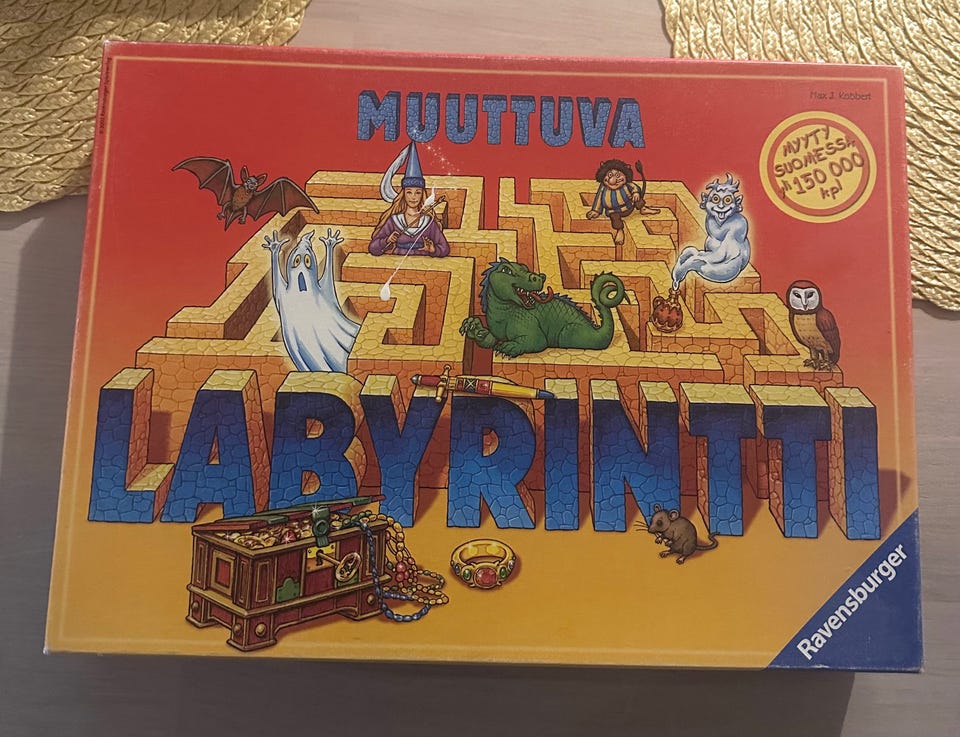 MUUTTUVA
Max J. Kobbert
MYYTY
SUOMESSA
yli 150 000
kpl
LABYRINTTI
Ravensburger